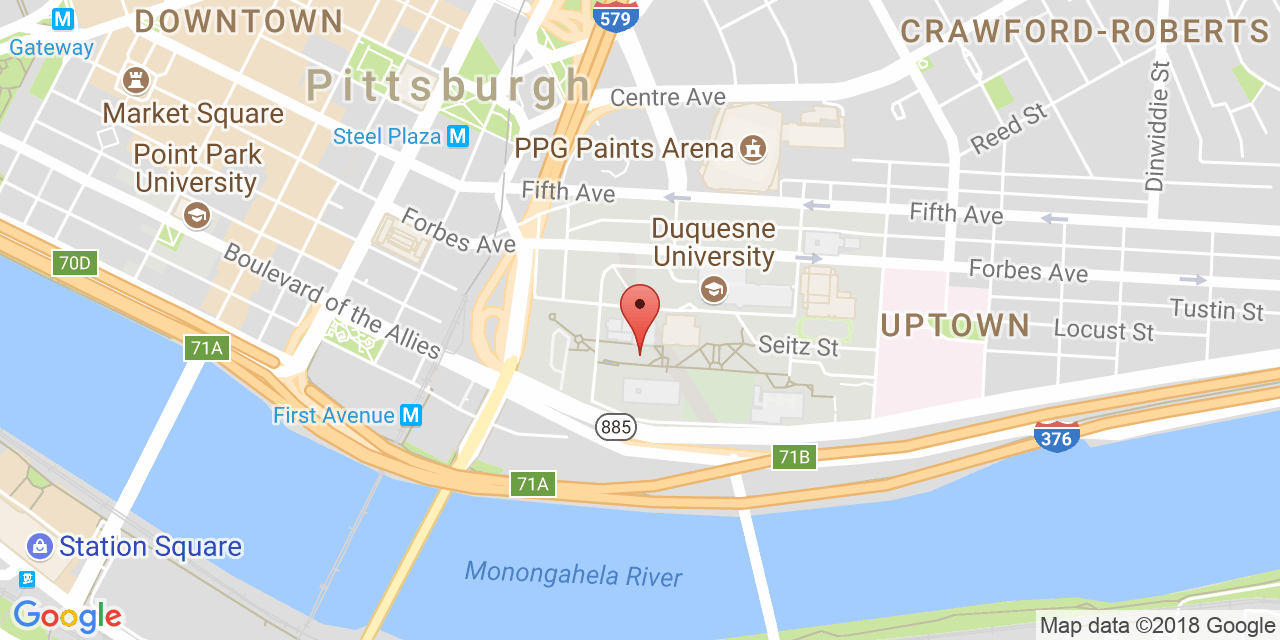 DOWNTOWN
579
CRAWFORD-ROBERTS
M
Gateway
Pittsburgh
Centre Ave
Market Square
Steel Plaza M
PPG Paints Arena
Reed St
Dinwiddie St
Point Park
University
Fifth Ave
Fifth Ave
Forbes Ave
Duquesne
University
Forbes Ave
70D
Boulevard of the Allies
Tustin St
UPTOWN
Locust St
71A
Seitz St
First Avenue M
885
376
71B
71A
Station Square
Monongahela River
Google
Map data ©2018 Google